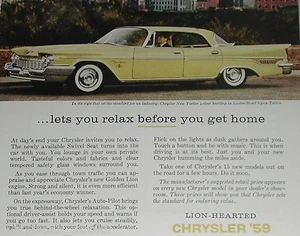 ...lets you relax before you get home
At day's end your Chrysler invites you to relax.
The newly available Swivel Seat turns into the
car with you. You lounge in your own private
world. Tasteful colors and fabrics and clear
tempered safety glass windows surround you.
As you ease through town traffic you can
appraise and appreciate Chrysler's new Golden Lion
engine. Strong and silent, it is even more efficient
than last year's economy winner.
On the expressway, Chrysler's Auto-Pilot brings
you true behind-the-wheel relaxation. This op-
tional driver-assist holds your speed and warns if
you go too fast. It also lets you cruise steadily,
Flick on the lights as dusk gathers around you.
Touch a button and be with music. This is when
driving is at its best. Just you and your new
Chrysler humming the miles aside.
Take one of Chrysler's 15 new models out on
the road for a few hours. Do it soon.
The manufacturer's suggested retail price appears
on every new Chrysler model in your dealer's show-
room. These prices will show you that Chrysler sets
the standard for enduring value.
LION-HEARTED
CHRYSLER '59